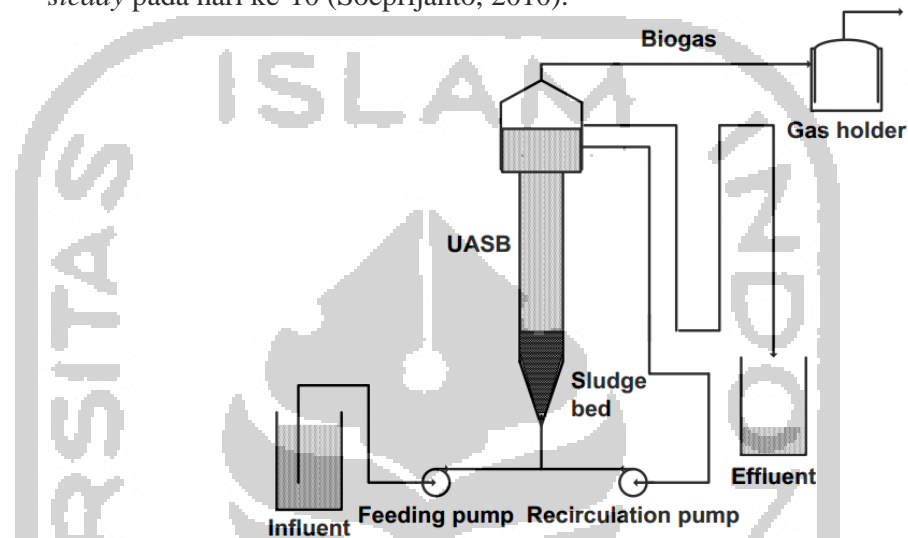 steady pada hari ke-10 (Soeprijanto, 2010).
Biogas
ISLAM
Gas holder
UASB
Sludge
bed
Effluent
Feeding pump Recirculation pump
Influent